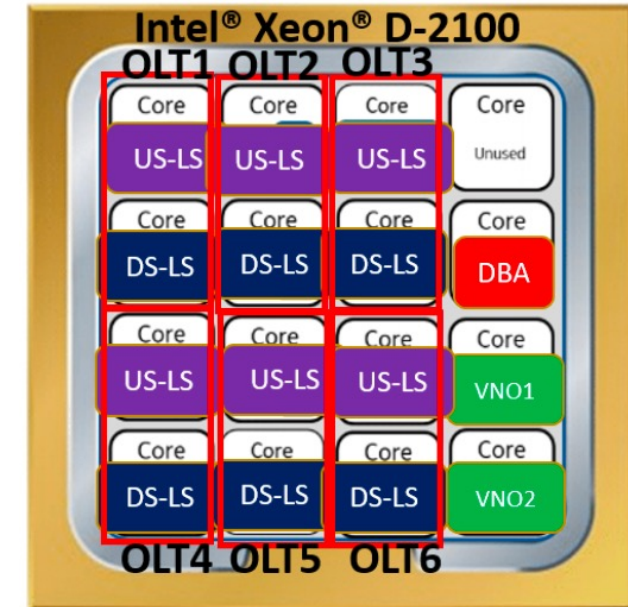 Intel® Xeon® D-2100
OLT1 OLT2 OLT3
Core Core Core Core
US-LS US-LS US-LS Unused
Core Core Core Core
DS-LS DS-LS DS-LS DBA
Core Core Core Core
US-LS US-LS US-LS VNO1
Core Core Core Core
DS-LS DS-LS DS-LS VNO2
OLT4 OLT5 OLT6